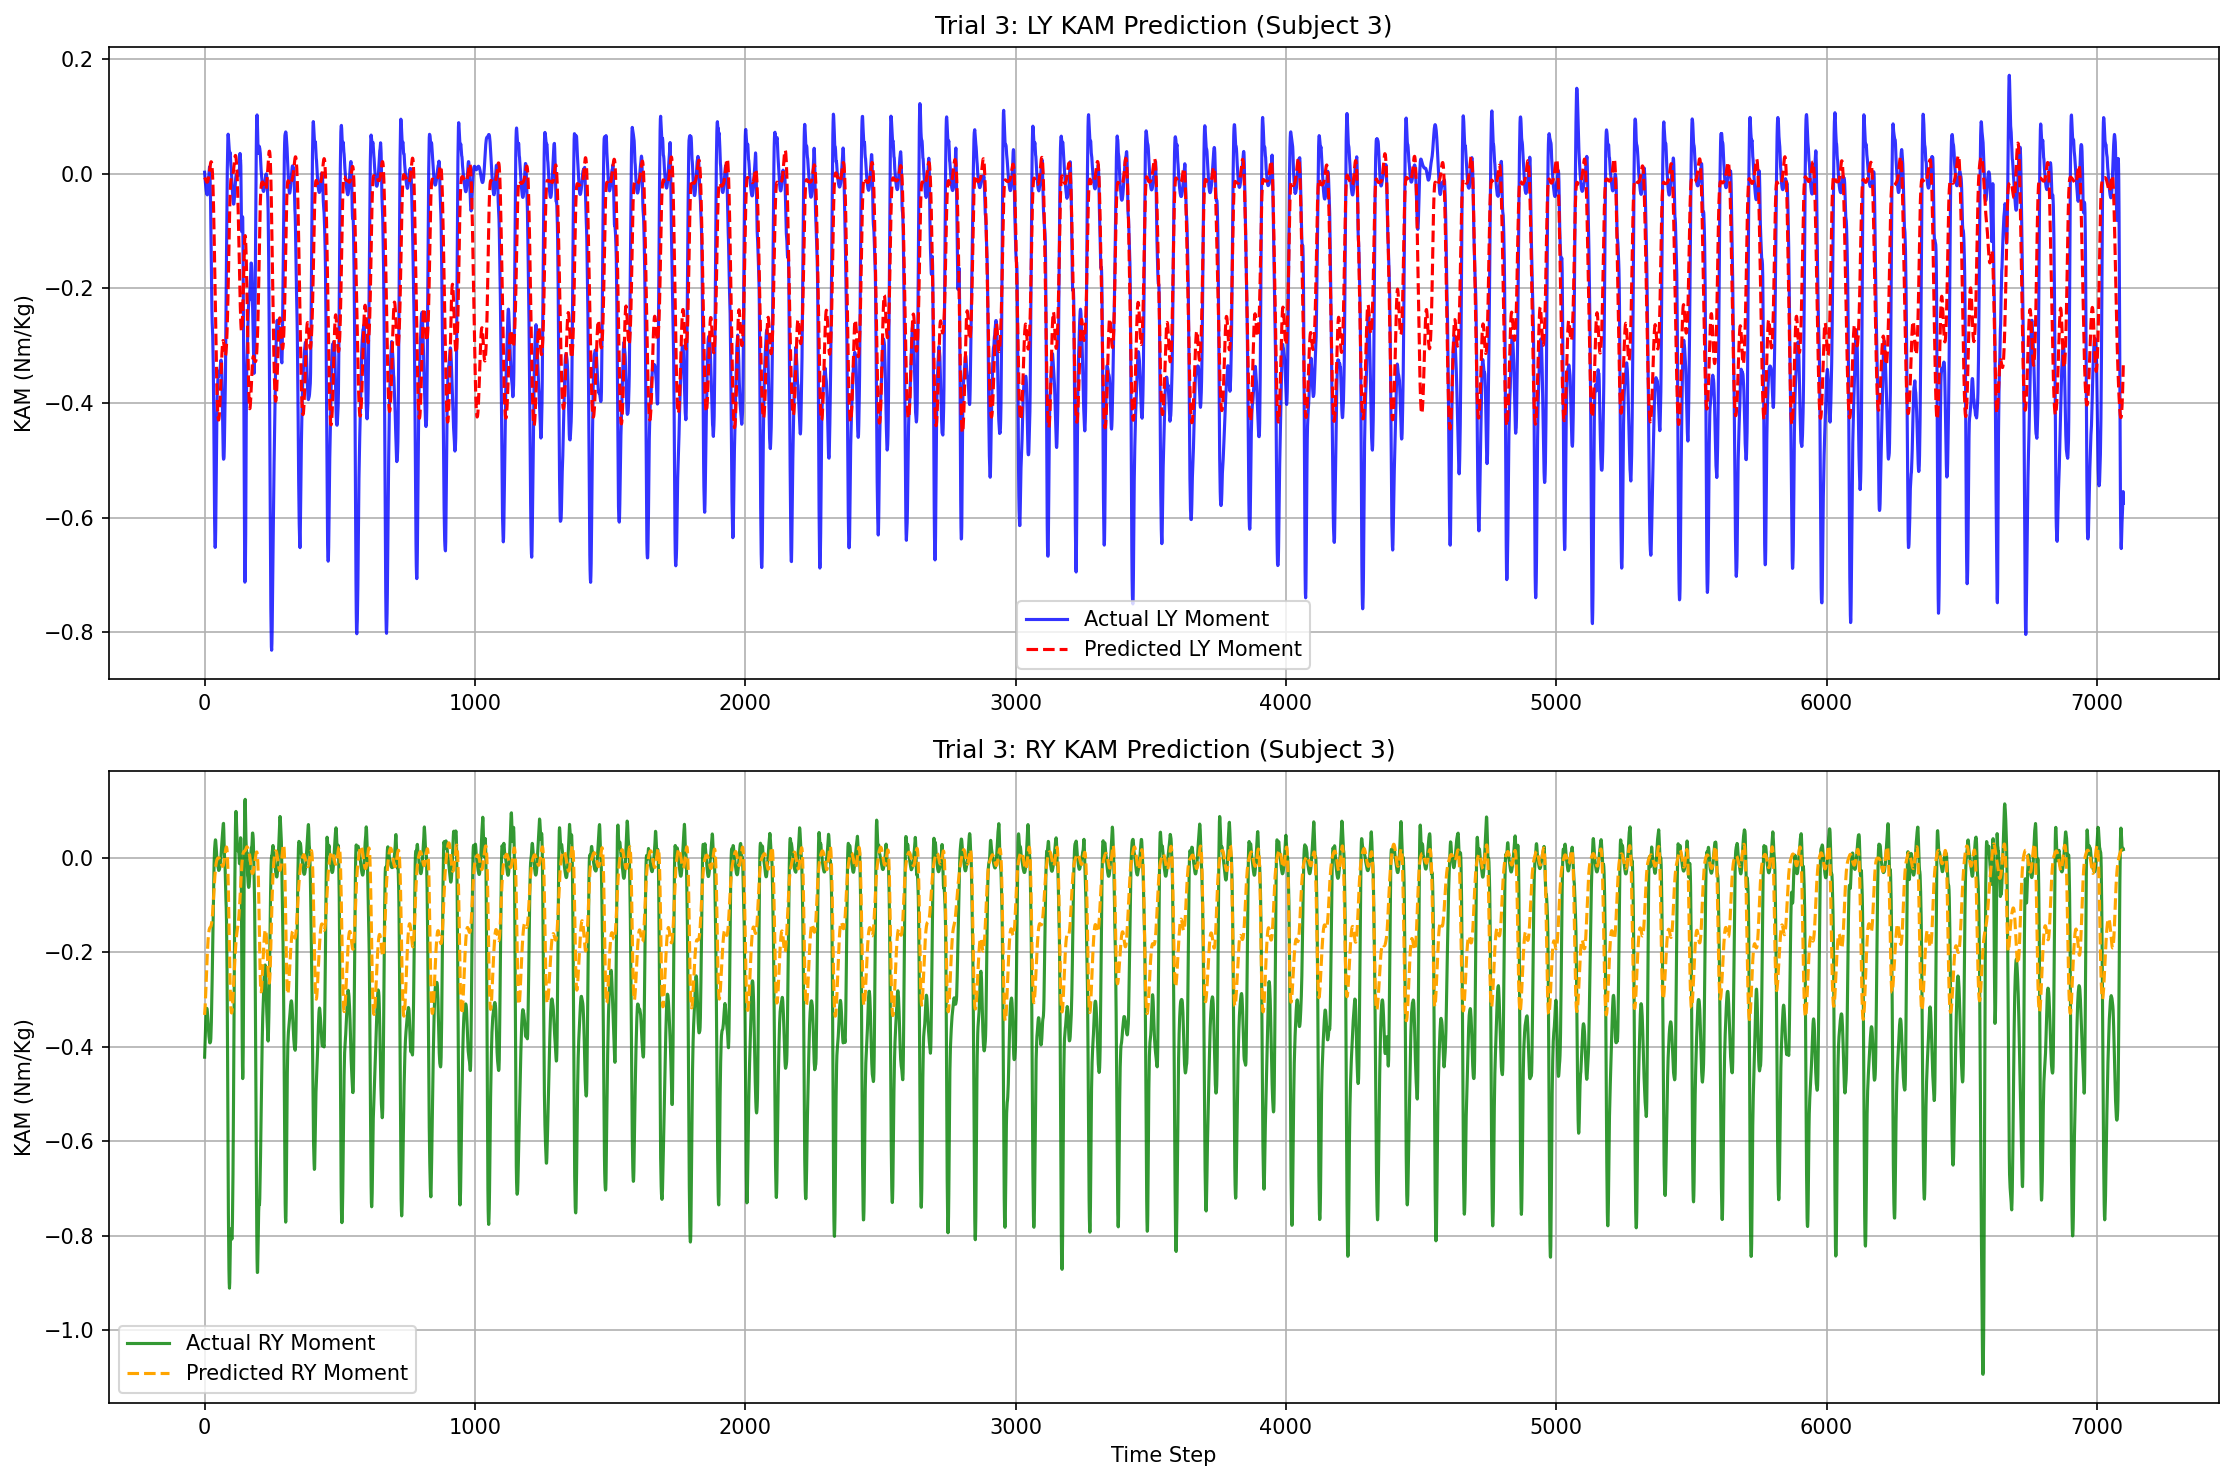 Trial 3: LY KAM Prediction (Subject 3)
KAM (Nm/Kg)
0.2
0.0
−0.2
−0.4
−0.6
−0.8
Actual LY Moment
Predicted LY Moment
0 1000 2000 3000 4000 5000 6000 7000
Trial 3: RY KAM Prediction (Subject 3)
KAM (Nm/Kg)
0.0
−0.2
−0.4
−0.6
−0.8
−1.0
Actual RY Moment
Predicted RY Moment
0 1000 2000 3000 4000 5000 6000 7000
Time Step